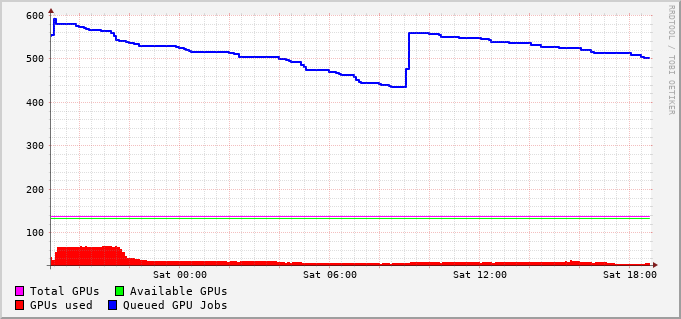 600
500
400
300
200
100
Sat 00:00 Sat 06:00 Sat 12:00 Sat 18:00
Total GPUs Available GPUs
GPUs used Queued GPU Jobs
RRDTOOL / TOBI OETIKER